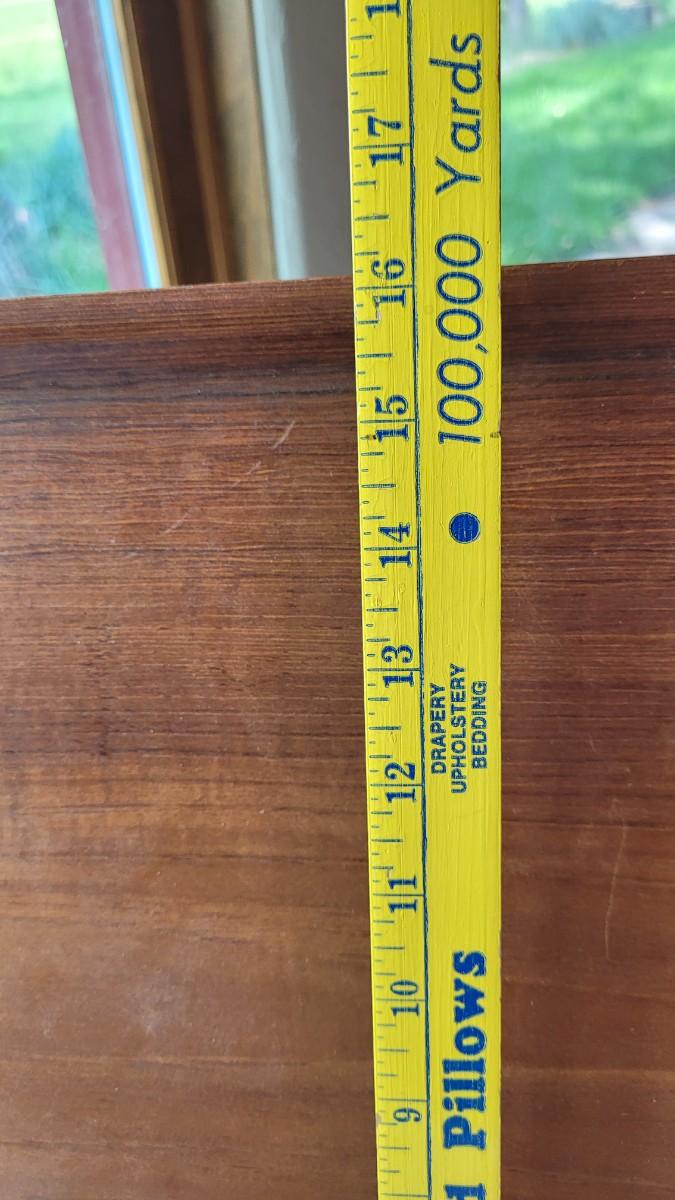 100,000 Yards
DRAPERY
UPHOLSTERY
BEDDING
Pillows
17
16
15
14
13
12
11
10
9